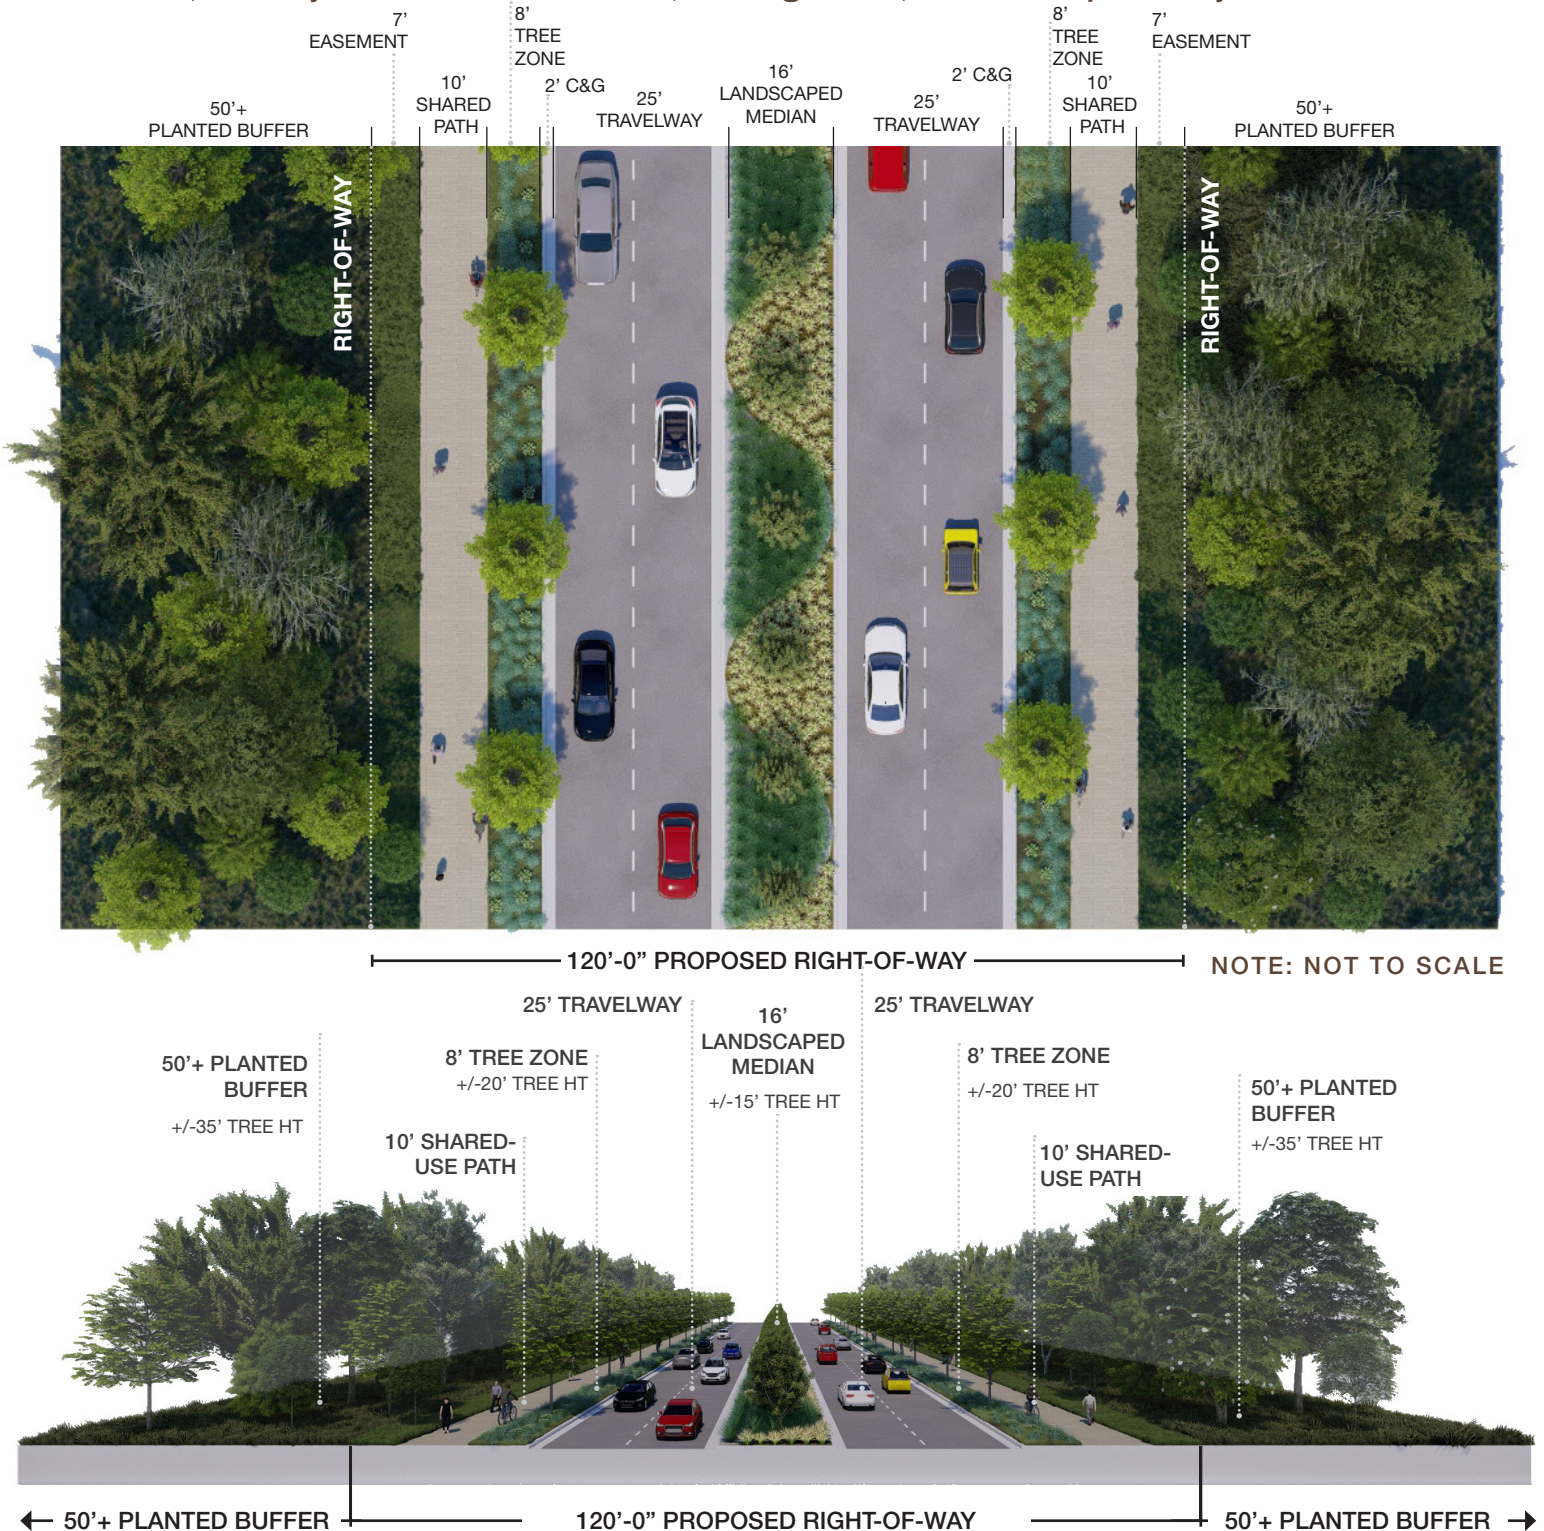 7’
EASEMENT
8’
TREE
ZONE
8’
TREE
ZONE
7’
EASEMENT
50’+
PLANTED BUFFER
10’
SHARED
PATH
2’ C&G
25’
TRAVELWAY
16’
LANDSCAPED
MEDIAN
25’
TRAVELWAY
2’ C&G
10’
SHARED
PATH
50’+
PLANTED BUFFER
RIGHT-OF-WAY
RIGHT-OF-WAY
120’-0” PROPOSED RIGHT-OF-WAY
NOTE: NOT TO SCALE
25’ TRAVELWAY
16’
LANDSCAPED
MEDIAN
+/-15’ TREE HT
25’ TRAVELWAY
50’+ PLANTED
BUFFER
+/-35’ TREE HT
8’ TREE ZONE
+/-20’ TREE HT
10’ SHARED-
USE PATH
8’ TREE ZONE
+/-20’ TREE HT
10’ SHARED-
USE PATH
50’+ PLANTED
BUFFER
+/-35’ TREE HT
50’+ PLANTED BUFFER
120’-0” PROPOSED RIGHT-OF-WAY
50’+ PLANTED BUFFER